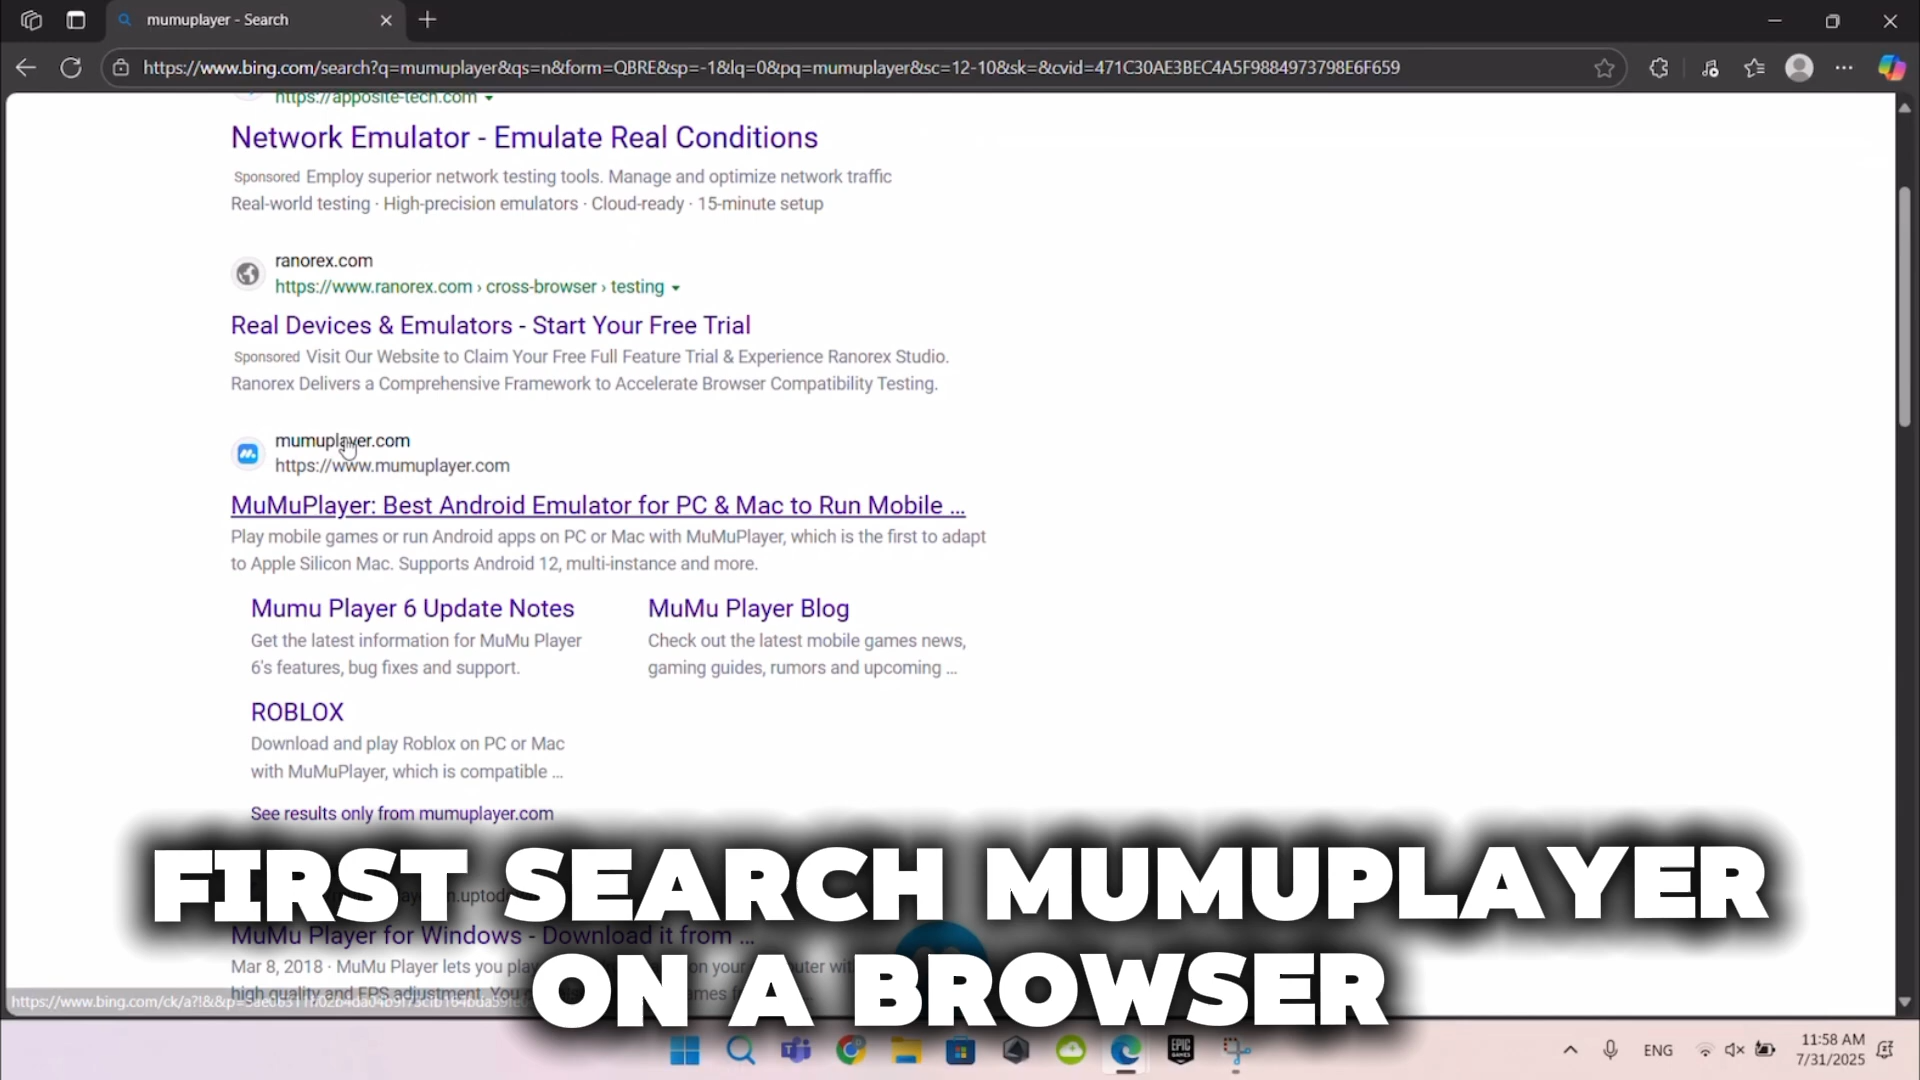 mumuplayer - Search
https://www.bing.com/search?q=mumuplayer&qs=n&form=QBRE&sp=-1&lq=0&pq=mumuplayer&sc=12-10&sk=&cvid=471C30AE3BEC4A5F9884973798E6F659
https://apposite-tech.com
Network Emulator - Emulate Real Conditions
Sponsored Employ superior network testing tools. Manage and optimize network traffic
Real-world testing · High-precision emulators · Cloud-ready · 15-minute setup
ranorex.com
https://www.ranorex.com › cross-browser › testing
Real Devices & Emulators - Start Your Free Trial
Sponsored Visit Our Website to Claim Your Free Full Feature Trial & Experience Ranorex Studio.
Ranorex Delivers a Comprehensive Framework to Accelerate Browser Compatibility Testing.
mumuplayer.com
https://www.mumuplayer.com
MuMuPlayer: Best Android Emulator for PC & Mac to Run Mobile ...
Play mobile games or run Android apps on PC or Mac with MuMuPlayer, which is the first to adapt
to Apple Silicon Mac. Supports Android 12, multi-instance and more.
Mumu Player 6 Update Notes
Get the latest information for MuMu Player
6's features, bug fixes and support.
MuMu Player Blog
Check out the latest mobile games news,
gaming guides, rumors and upcoming ...
ROBLOX
Download and play Roblox on PC or Mac
with MuMuPlayer, which is compatible ...
See results only from mumuplayer.com
FIRST SEARCH MUMUPLAYER
ON A BROWSER
MuMu Player for Windows - Download it from ...
Mar 8, 2018 · MuMu Player lets you play on your
high quality and FPS adjustment. You
EPIC
GAMES
ENG
11:58 AM
7/31/2025